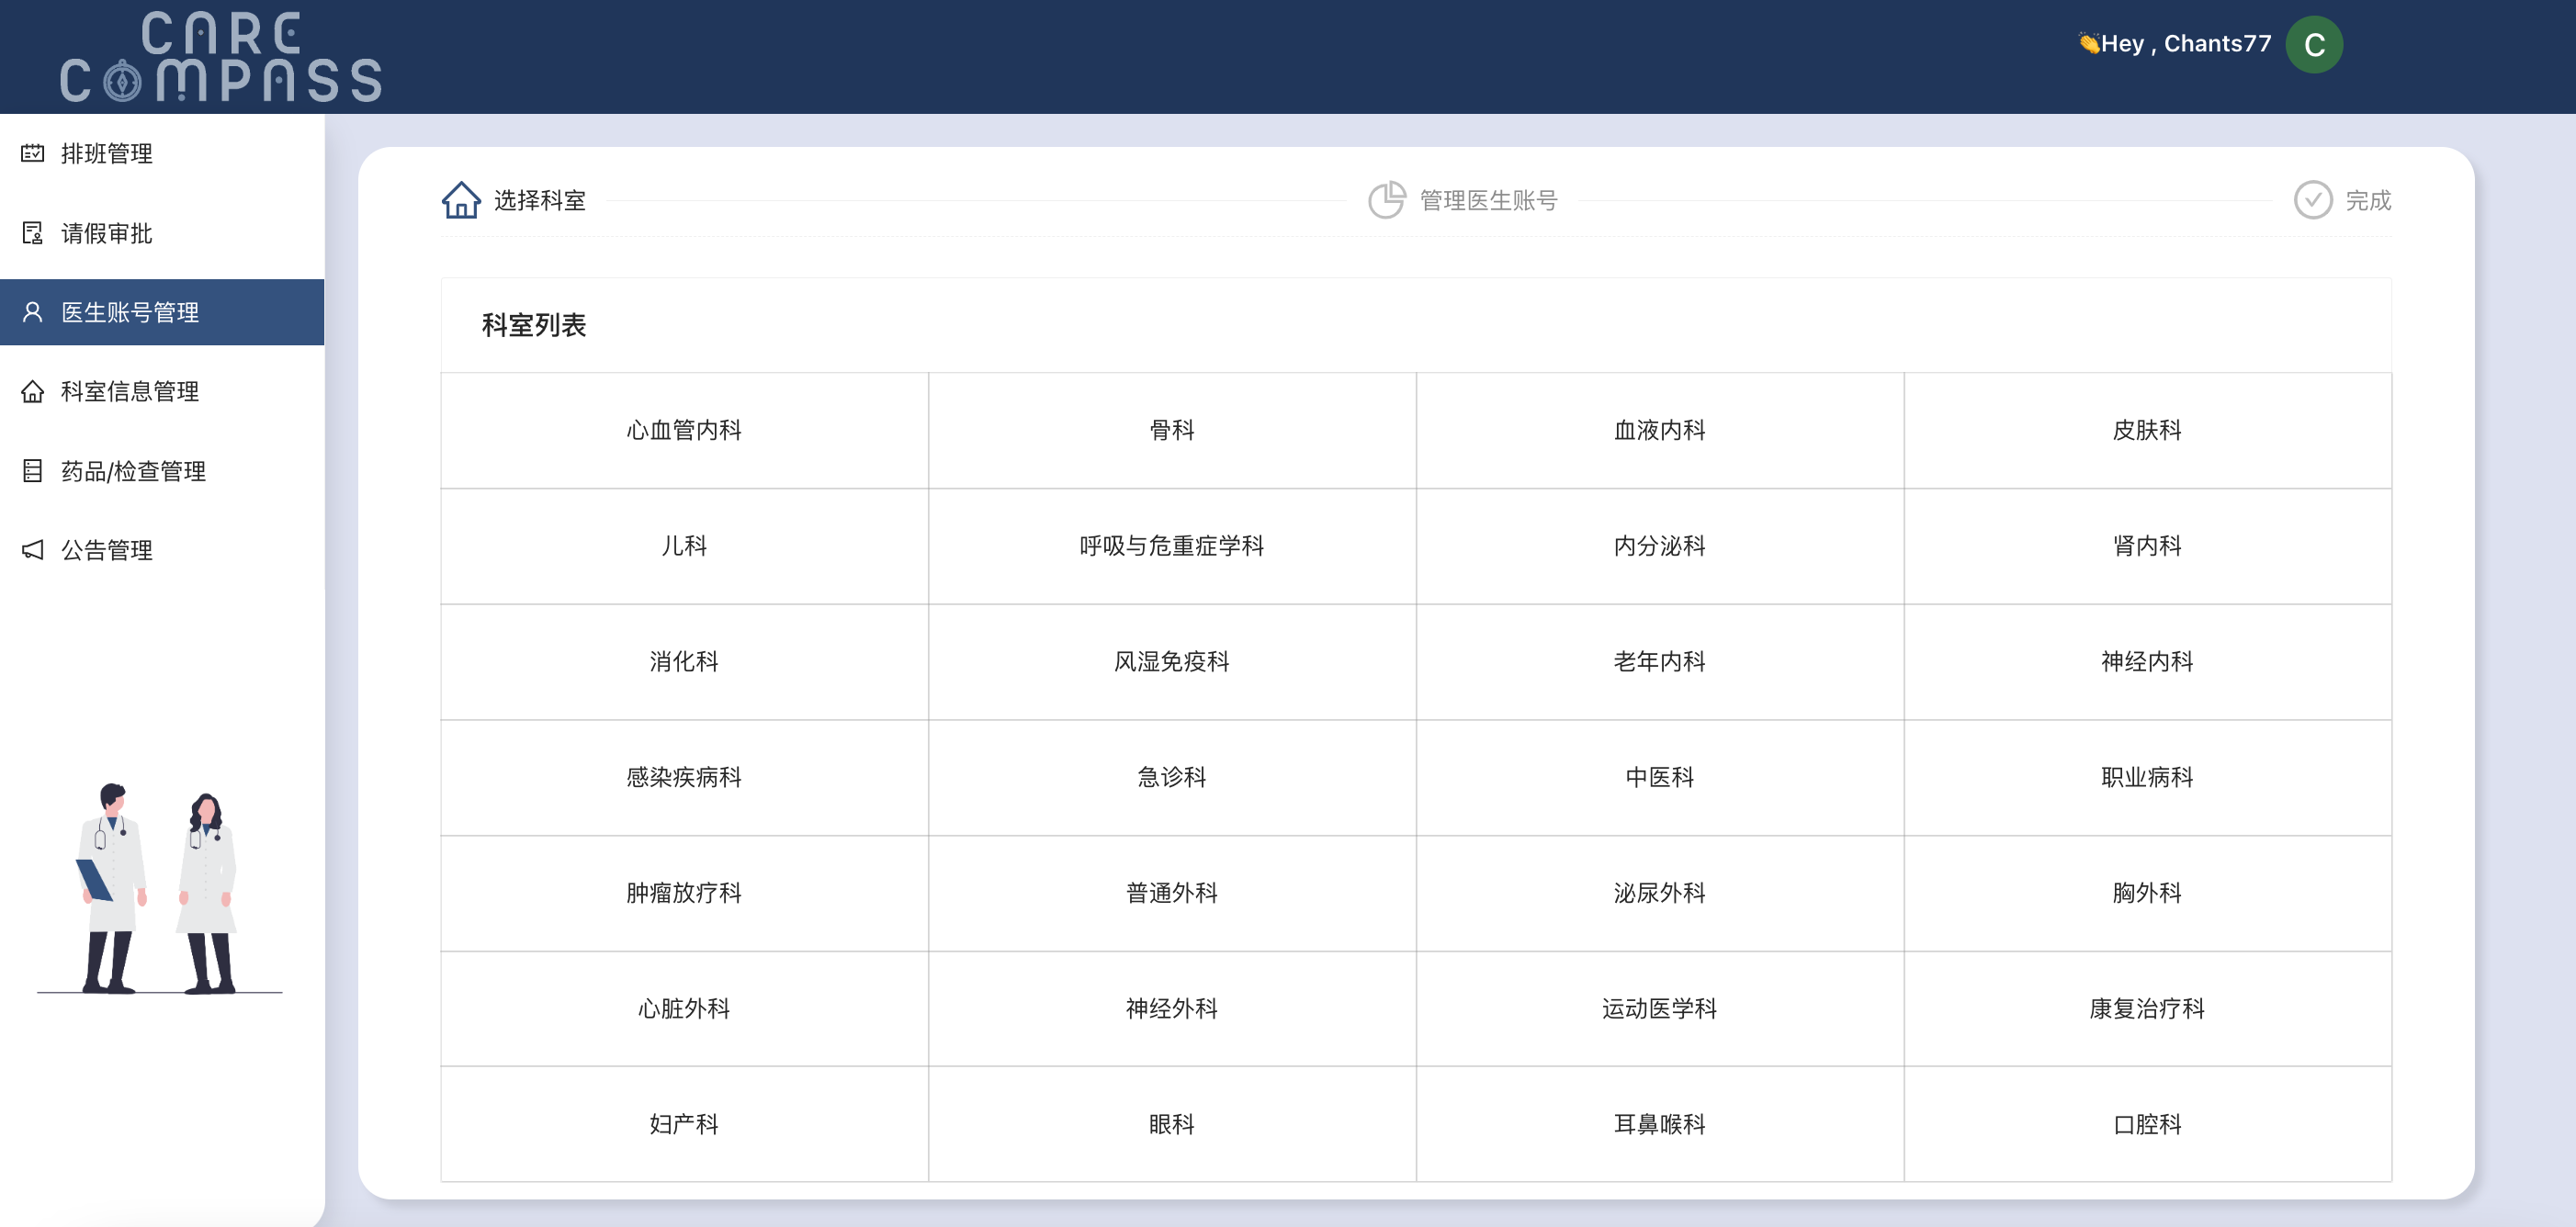 CARE
COMPASS
👏Hey , Chants77
C
排班管理
请假审批
医生账号管理
科室信息管理
药品/检查管理
公告管理
选择科室
管理医生账号
完成
科室列表
心血管内科 骨科 血液内科 皮肤科
儿科 呼吸与危重症学科 内分泌科 肾内科
消化科 风湿免疫科 老年内科 神经内科
感染疾病科 急诊科 中医科 职业病科
肿瘤放疗科 普通外科 泌尿外科 胸外科
心脏外科 神经外科 运动医学科 康复治疗科
妇产科 眼科 耳鼻喉科 口腔科